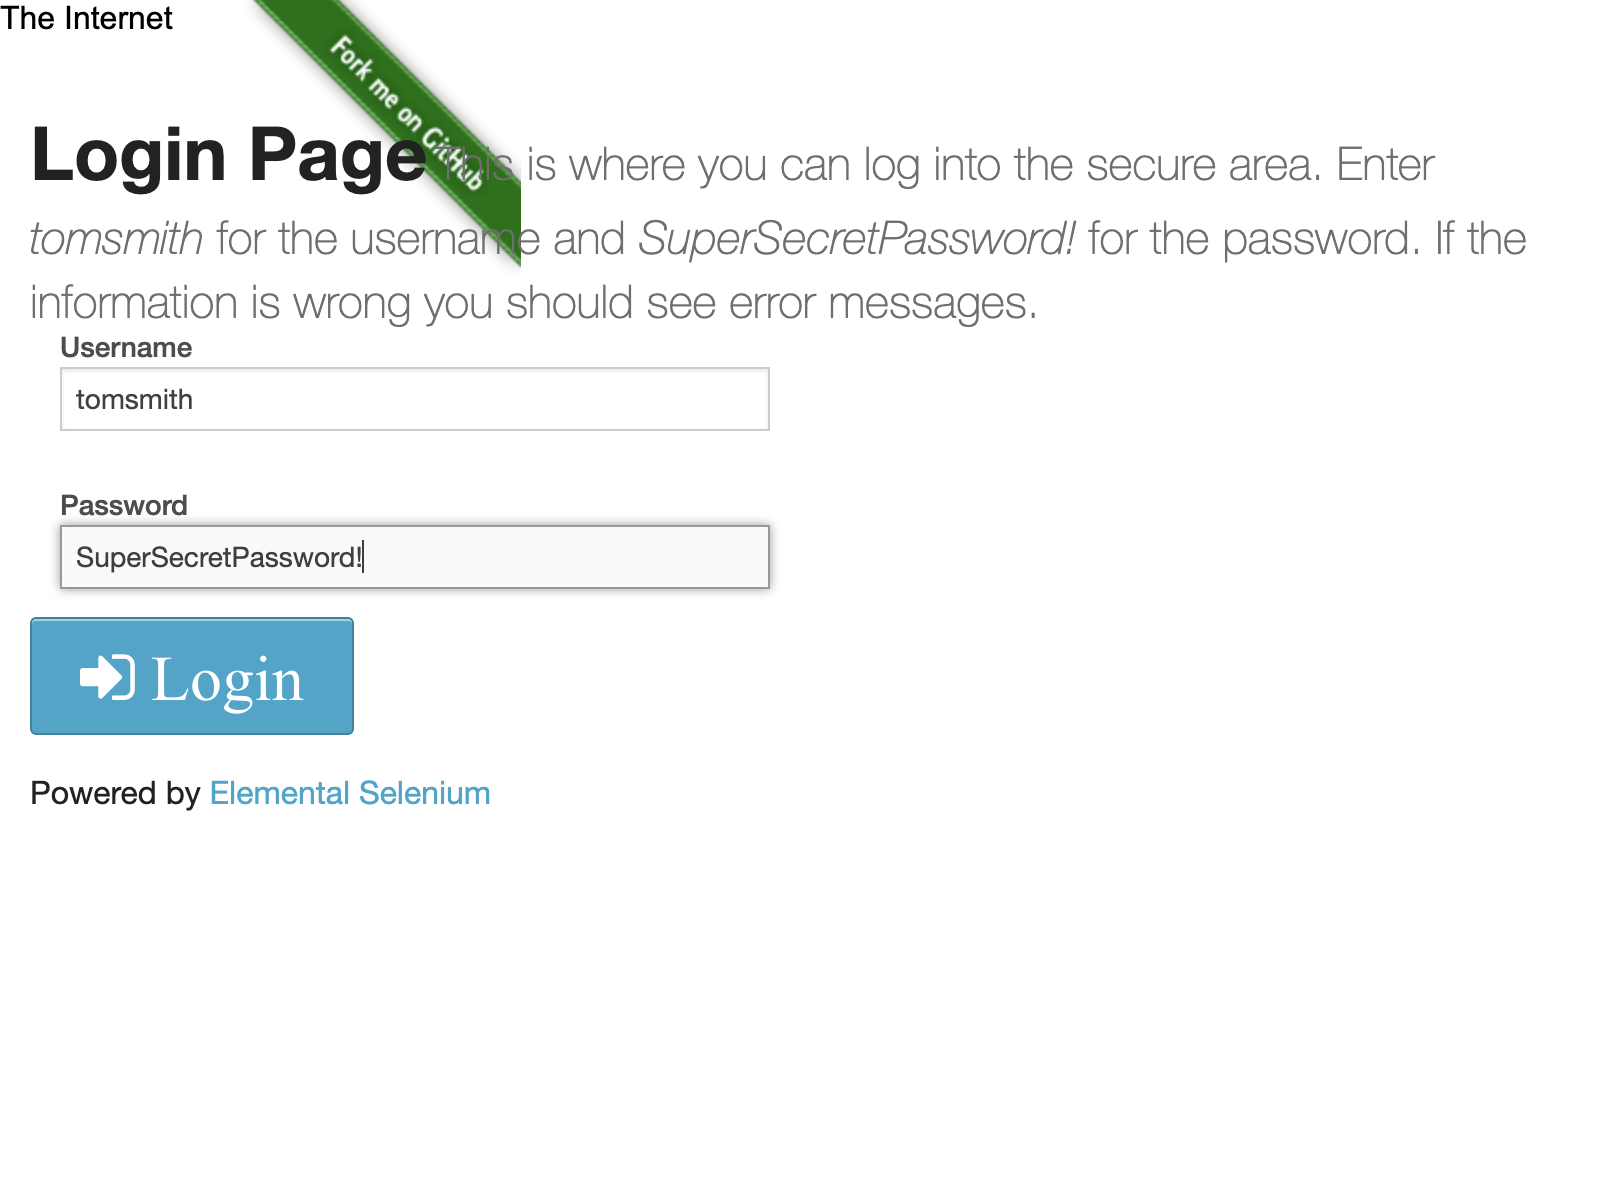 The Internet
Fork me on GitHub
Login Page This is where you can log into the secure area. Enter
tomsmith for the username and SuperSecretPassword! for the password. If the
information is wrong you should see error messages.
Username
tomsmith
Password
SuperSecretPassword!
Login
Powered by Elemental Selenium